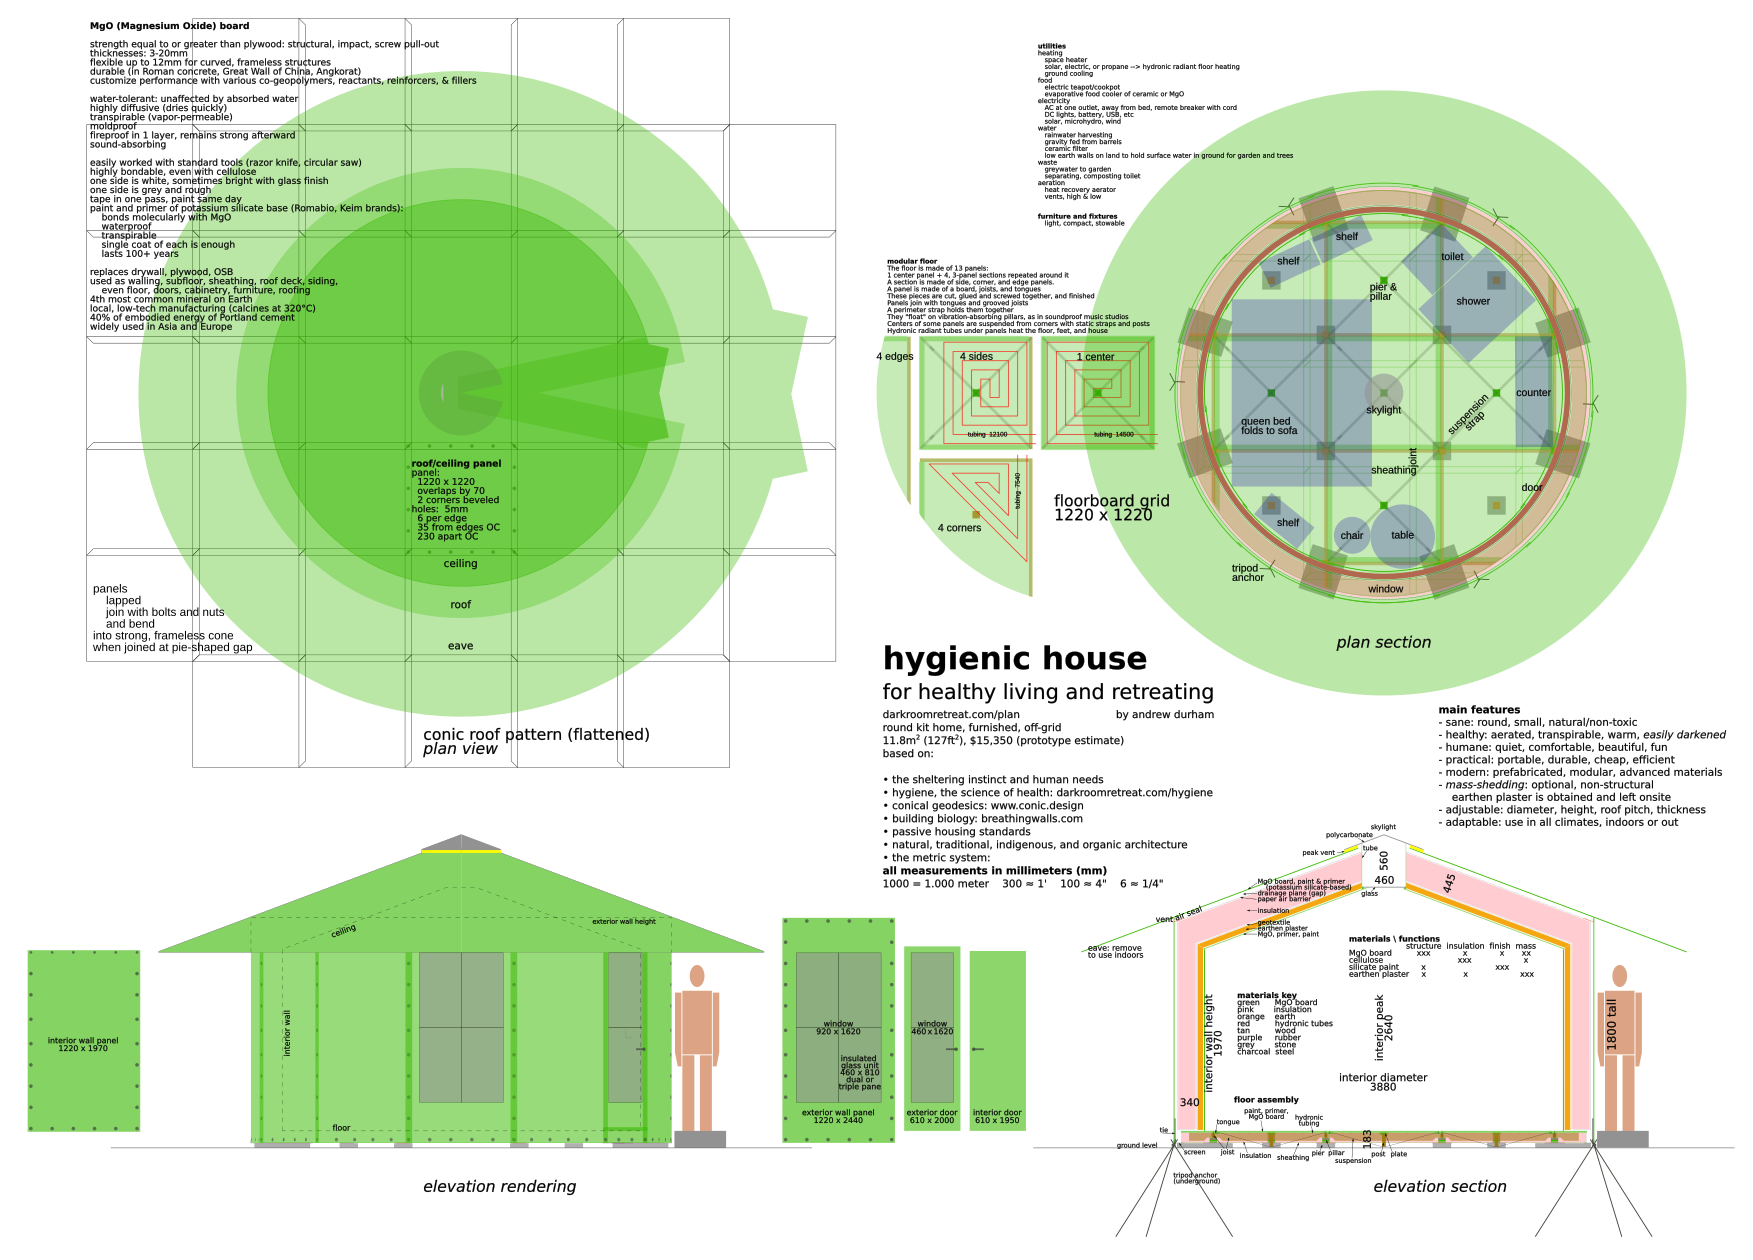 MgO (Magnesium Oxide) board
strength equal to or greater than plywood: structural, impact, screw pull-out
thicknesses: 3-20mm
flexible up to 12mm for curved, frameless structures
durable (in Roman concrete, Great Wall of China, Angkorat)
customize performance with various co-geopolymers, reactants, reinforcers, & fillers
water-tolerant: unaffected by absorbed water
highly diffusive (dries quickly)
transpirable (vapor-permeable)
moldproof
fireproof in 1 layer, remains strong afterward
sound-absorbing
easily worked with standard tools (razor knife, circular saw)
highly bondable, even with cellulose
one side is white, sometimes bright with glass finish
one side is grey and rough
tape in one pass, paint same day
paint and primer of potassium silicate base (Romabio, Keim brands):
bonds molecularly with MgO
waterproof
transpirable
single coat of each is enough
lasts 100+ years
replaces drywall, plywood, OSB
used as walling, subfloor, sheathing, roof deck, siding,
even floor, doors, cabinetry, furniture, roofing
4th most common mineral on Earth
local, low-tech manufacturing (calcines at 320°C)
40% of embodied energy of Portland cement
widely used in Asia and Europe
roof/ceiling panel
panel:
1220 x 1220
overlaps by 70
2 corners beveled
holes: 5mm
6 per edge
35 from edges OC
230 apart OC
ceiling
roof
eave
panels
lapped
join with bolts and nuts
and bend
into strong, frameless cone
when joined at pie-shaped gap
conic roof pattern (flattened)
plan view
utilities
heating
space heater
solar, electric, or propane --> hydronic radiant floor heating
ground cooling
food
electric teapot/cookpot
evaporative food cooler of ceramic or MgO
electricity
AC at one outlet, away from bed, remote breaker with cord
DC lights, battery, USB, etc
solar, microhydro, wind
water
rainwater harvesting
gravity fed from barrels
ceramic filter
low earth walls on land to hold surface water in ground for garden and trees
waste
greywater to garden
separating, composting toilet
aeration
heat recovery aerator
vents, high & low
furniture and fixtures
light, compact, stowable
modular floor
The floor is made of 13 panels:
1 center panel + 4, 3-panel sections repeated around it
A section is made of side, corner, and edge panels.
A panel is made of a board, joists, and tongues
These pieces are cut, glued and screwed together, and finished
Panels join with tongues and grooved joists
A perimeter strap holds them together
They "float" on vibration-absorbing pillars, as in soundproof music studios
Centers of some panels are suspended from corners with static straps and posts
Hydronic radiant tubes under panels heat the floor, feet, and house
4 edges
4 sides
1 center
tubing 12100
tubing 14500
tubing 7540
4 corners
floorboard grid
1220 x 1220
shelf
shelf
toilet
pier &
pillar
shower
counter
skylight
suspension
strap
queen bed
folds to sofa
sheathing
joint
door
shelf
chair
table
tripod
anchor
window
plan section
hygienic house
for healthy living and retreating
darkroomretreat.com/plan by andrew durham
round kit home, furnished, off-grid
11.8m² (127ft²), $15,350 (prototype estimate)
based on:
• the sheltering instinct and human needs
• hygiene, the science of health: darkroomretreat.com/hygiene
• conical geodesics: www.conic.design
• building biology: breathingwalls.com
• passive housing standards
• natural, traditional, indigenous, and organic architecture
• the metric system:
all measurements in millimeters (mm)
1000 = 1.000 meter 300 ≈ 1' 100 ≈ 4" 6 ≈ 1/4"
main features
- sane: round, small, natural/non-toxic
- healthy: aerated, transpirable, warm, easily darkened
- humane: quiet, comfortable, beautiful, fun
- practical: portable, durable, cheap, efficient
- modern: prefabricated, modular, advanced materials
- mass-shedding: optional, non-structural
earthen plaster is obtained and left onsite
- adjustable: diameter, height, roof pitch, thickness
- adaptable: use in all climates, indoors or out
interior wall panel
1220 x 1970
ceiling
exterior wall height
interior wall
floor
elevation rendering
window
920 x 1620
insulated
glass unit
460 x 810
dual or
triple pane
exterior wall panel
1220 x 2440
window
460x1620
exterior door
610 x 2000
interior door
610 x 1950
skylight
polycarbonate
tube
peak vent
560
460
glass
445
MgO board, paint & primer
(potassium silicate-based)
drainage plane (gap)
paper air barrier
insulation
geotextile
earthen plaster
MgO, primer, paint
vent air seal
eave: remove
to use indoors
materials \ functions
structure insulation finish mass
MgO board xxx x x xx
cellulose xxx x
silicate paint x xxx
earthen plaster x x xxx
materials key
green MgO board
pink insulation
orange earth
red hydronic tubes
tan wood
purple rubber
grey stone
charcoal steel
interior wall height
1970
interior peak
2640
interior diameter
3880
1800 tall
340
floor assembly
paint, primer,
MgO board
hydronic
tubing
tongue
183
tie
ground level
screen
joist
insulation
sheathing
pier
pillar
suspension
post
plate
tripod anchor
(underground)
elevation section